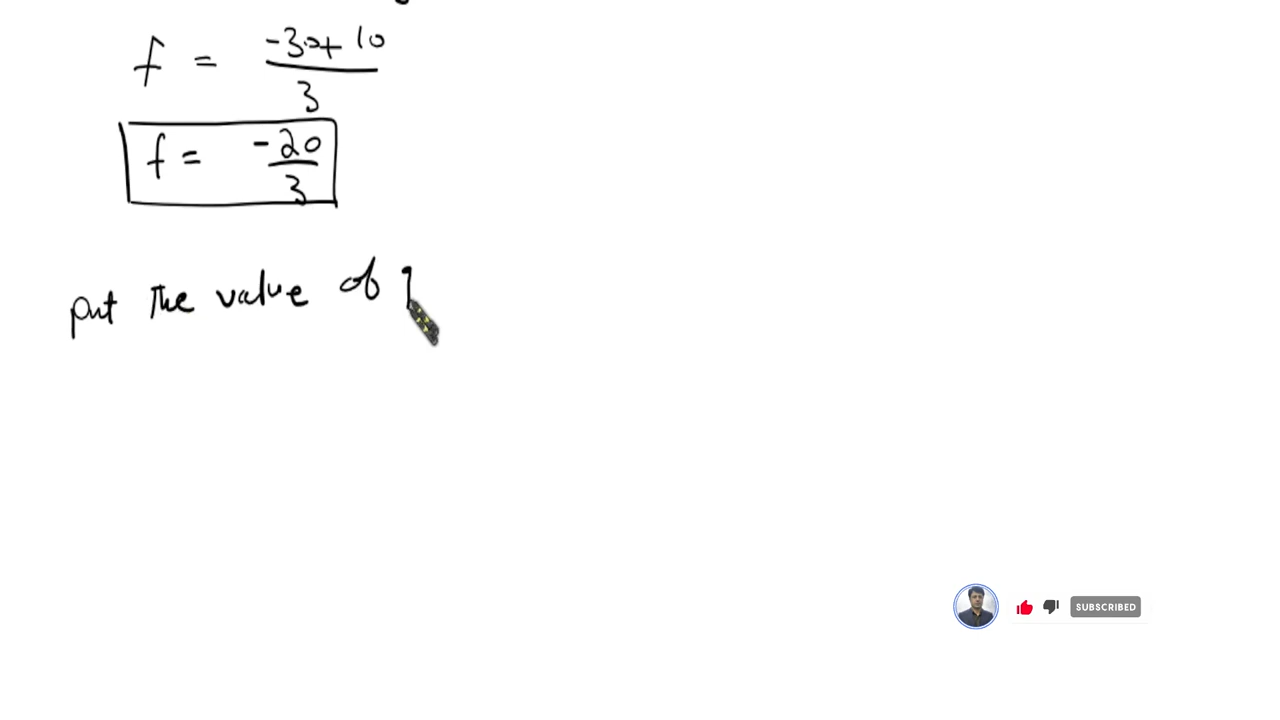 f = -30+10
3
f = -20
3
put the value of
SUBSCRIBED